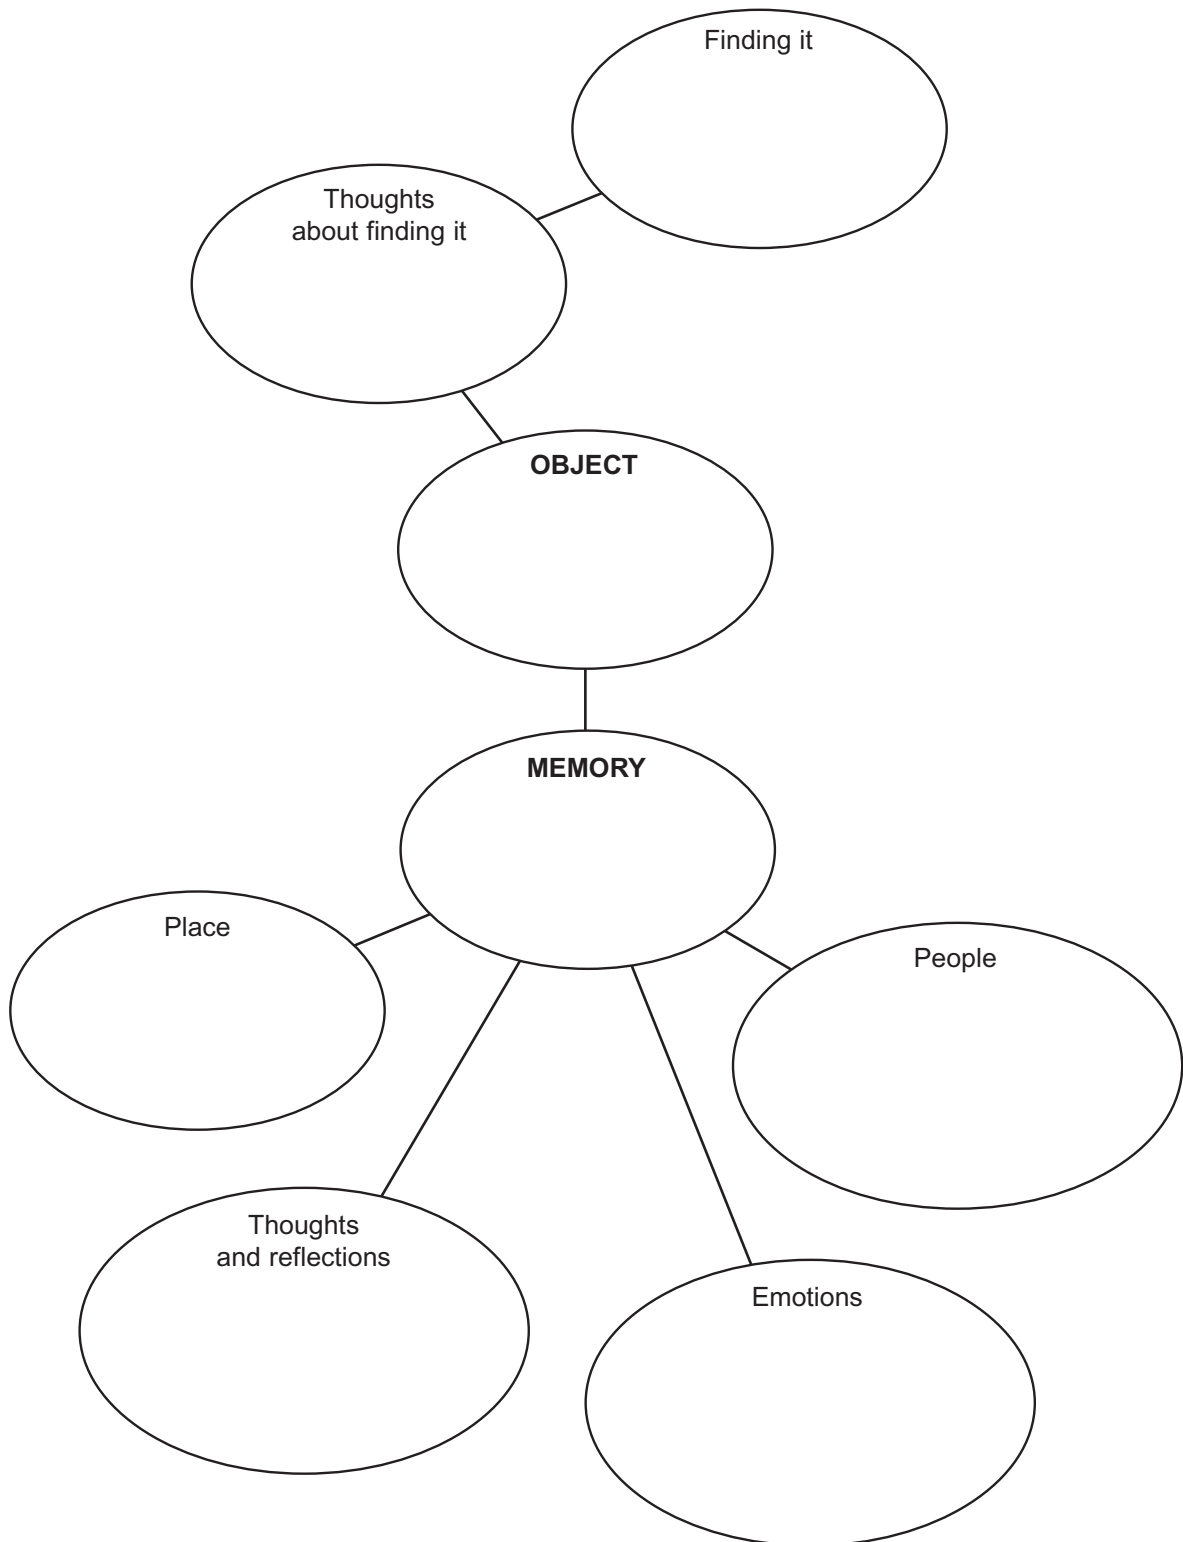 Finding it
Thoughts
about finding it
OBJECT
MEMORY
Place
People
Thoughts
and reflections
Emotions